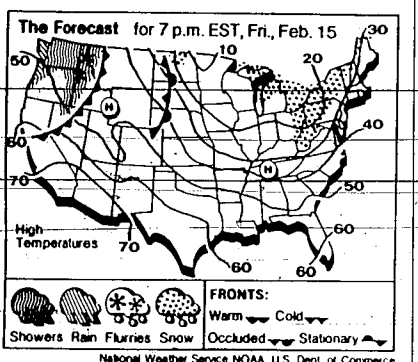 The Forecast for 7 p.m. EST, Fri., Feb. 15
30
50
10
20
H
40
60
H
70
50
High
Temperatures
70
60
60
60
FRONTS:
Warm Cold
Showers Rain Flurries Snow
Occluded Stationary
National Weather Service NOAA, U.S. Dept. of Commerce